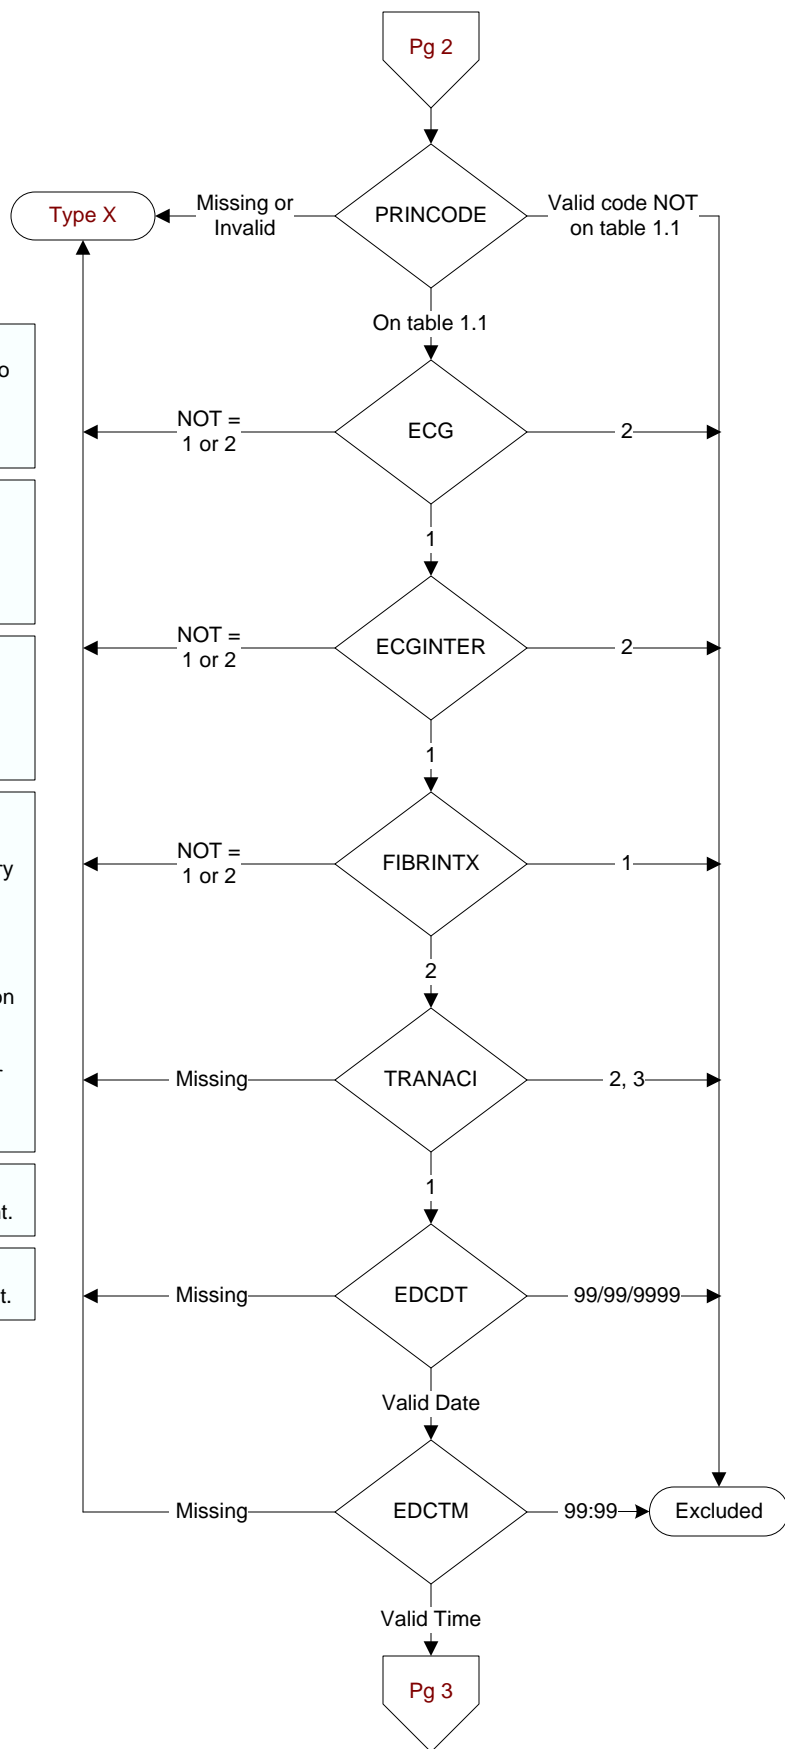 Pg 2
Type X
Missing or
Invalid
PRINCODE
Valid code NOT
on table 1.1
On table 1.1
o
NOT =
1 or 2
ECG
2
1
NOT =
1 or 2
ECGINTER
2
1
NOT =
1 or 2
FIBRINTX
1
ry
2
on
Missing
TRANACI
2, 3
1
t.
Missing
EDCDT
99/99/9999
t.
Valid Date
Missing
EDCTM
99:99
Excluded
Valid Time
Pg 3